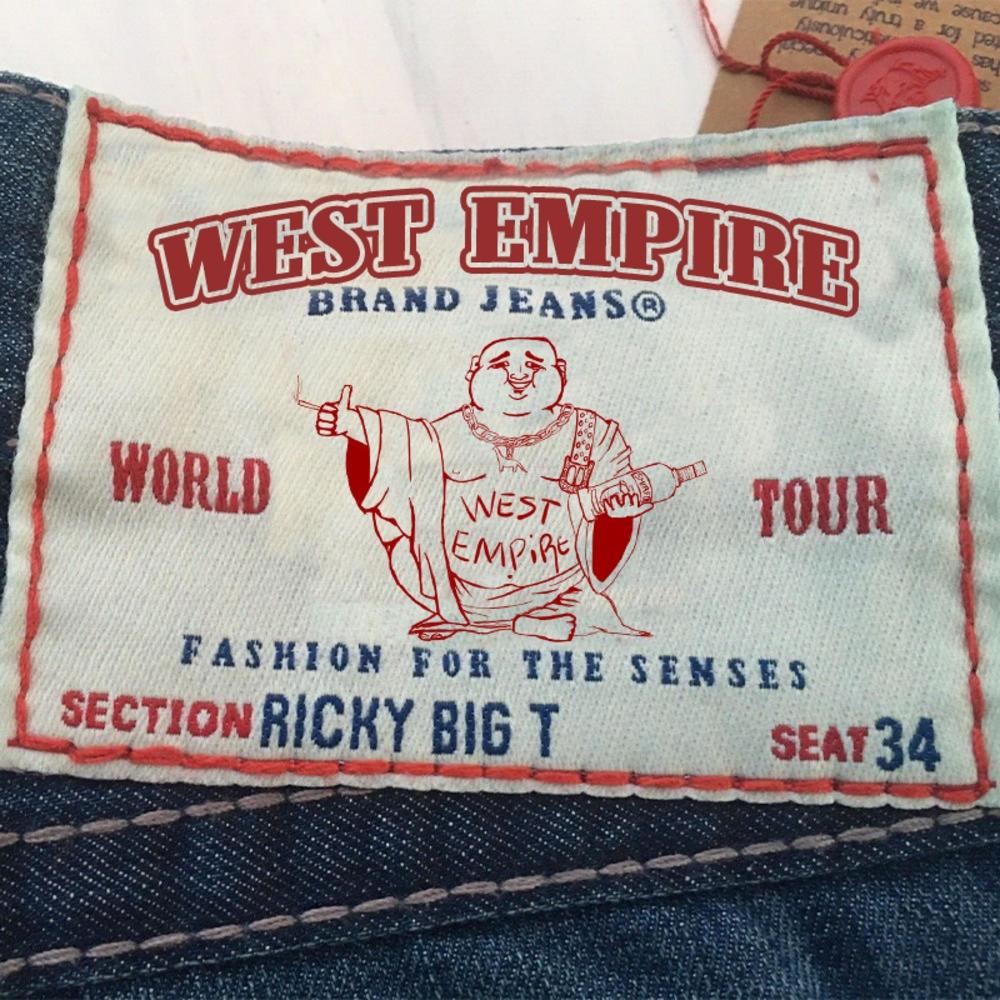 WEST EMPIRE
BRAND JEANS®
WORLD
TOUR
WEST
EMPIRE
FASHION FOR THE SENSES
SECTION RICKY BIG T
SEAT 34